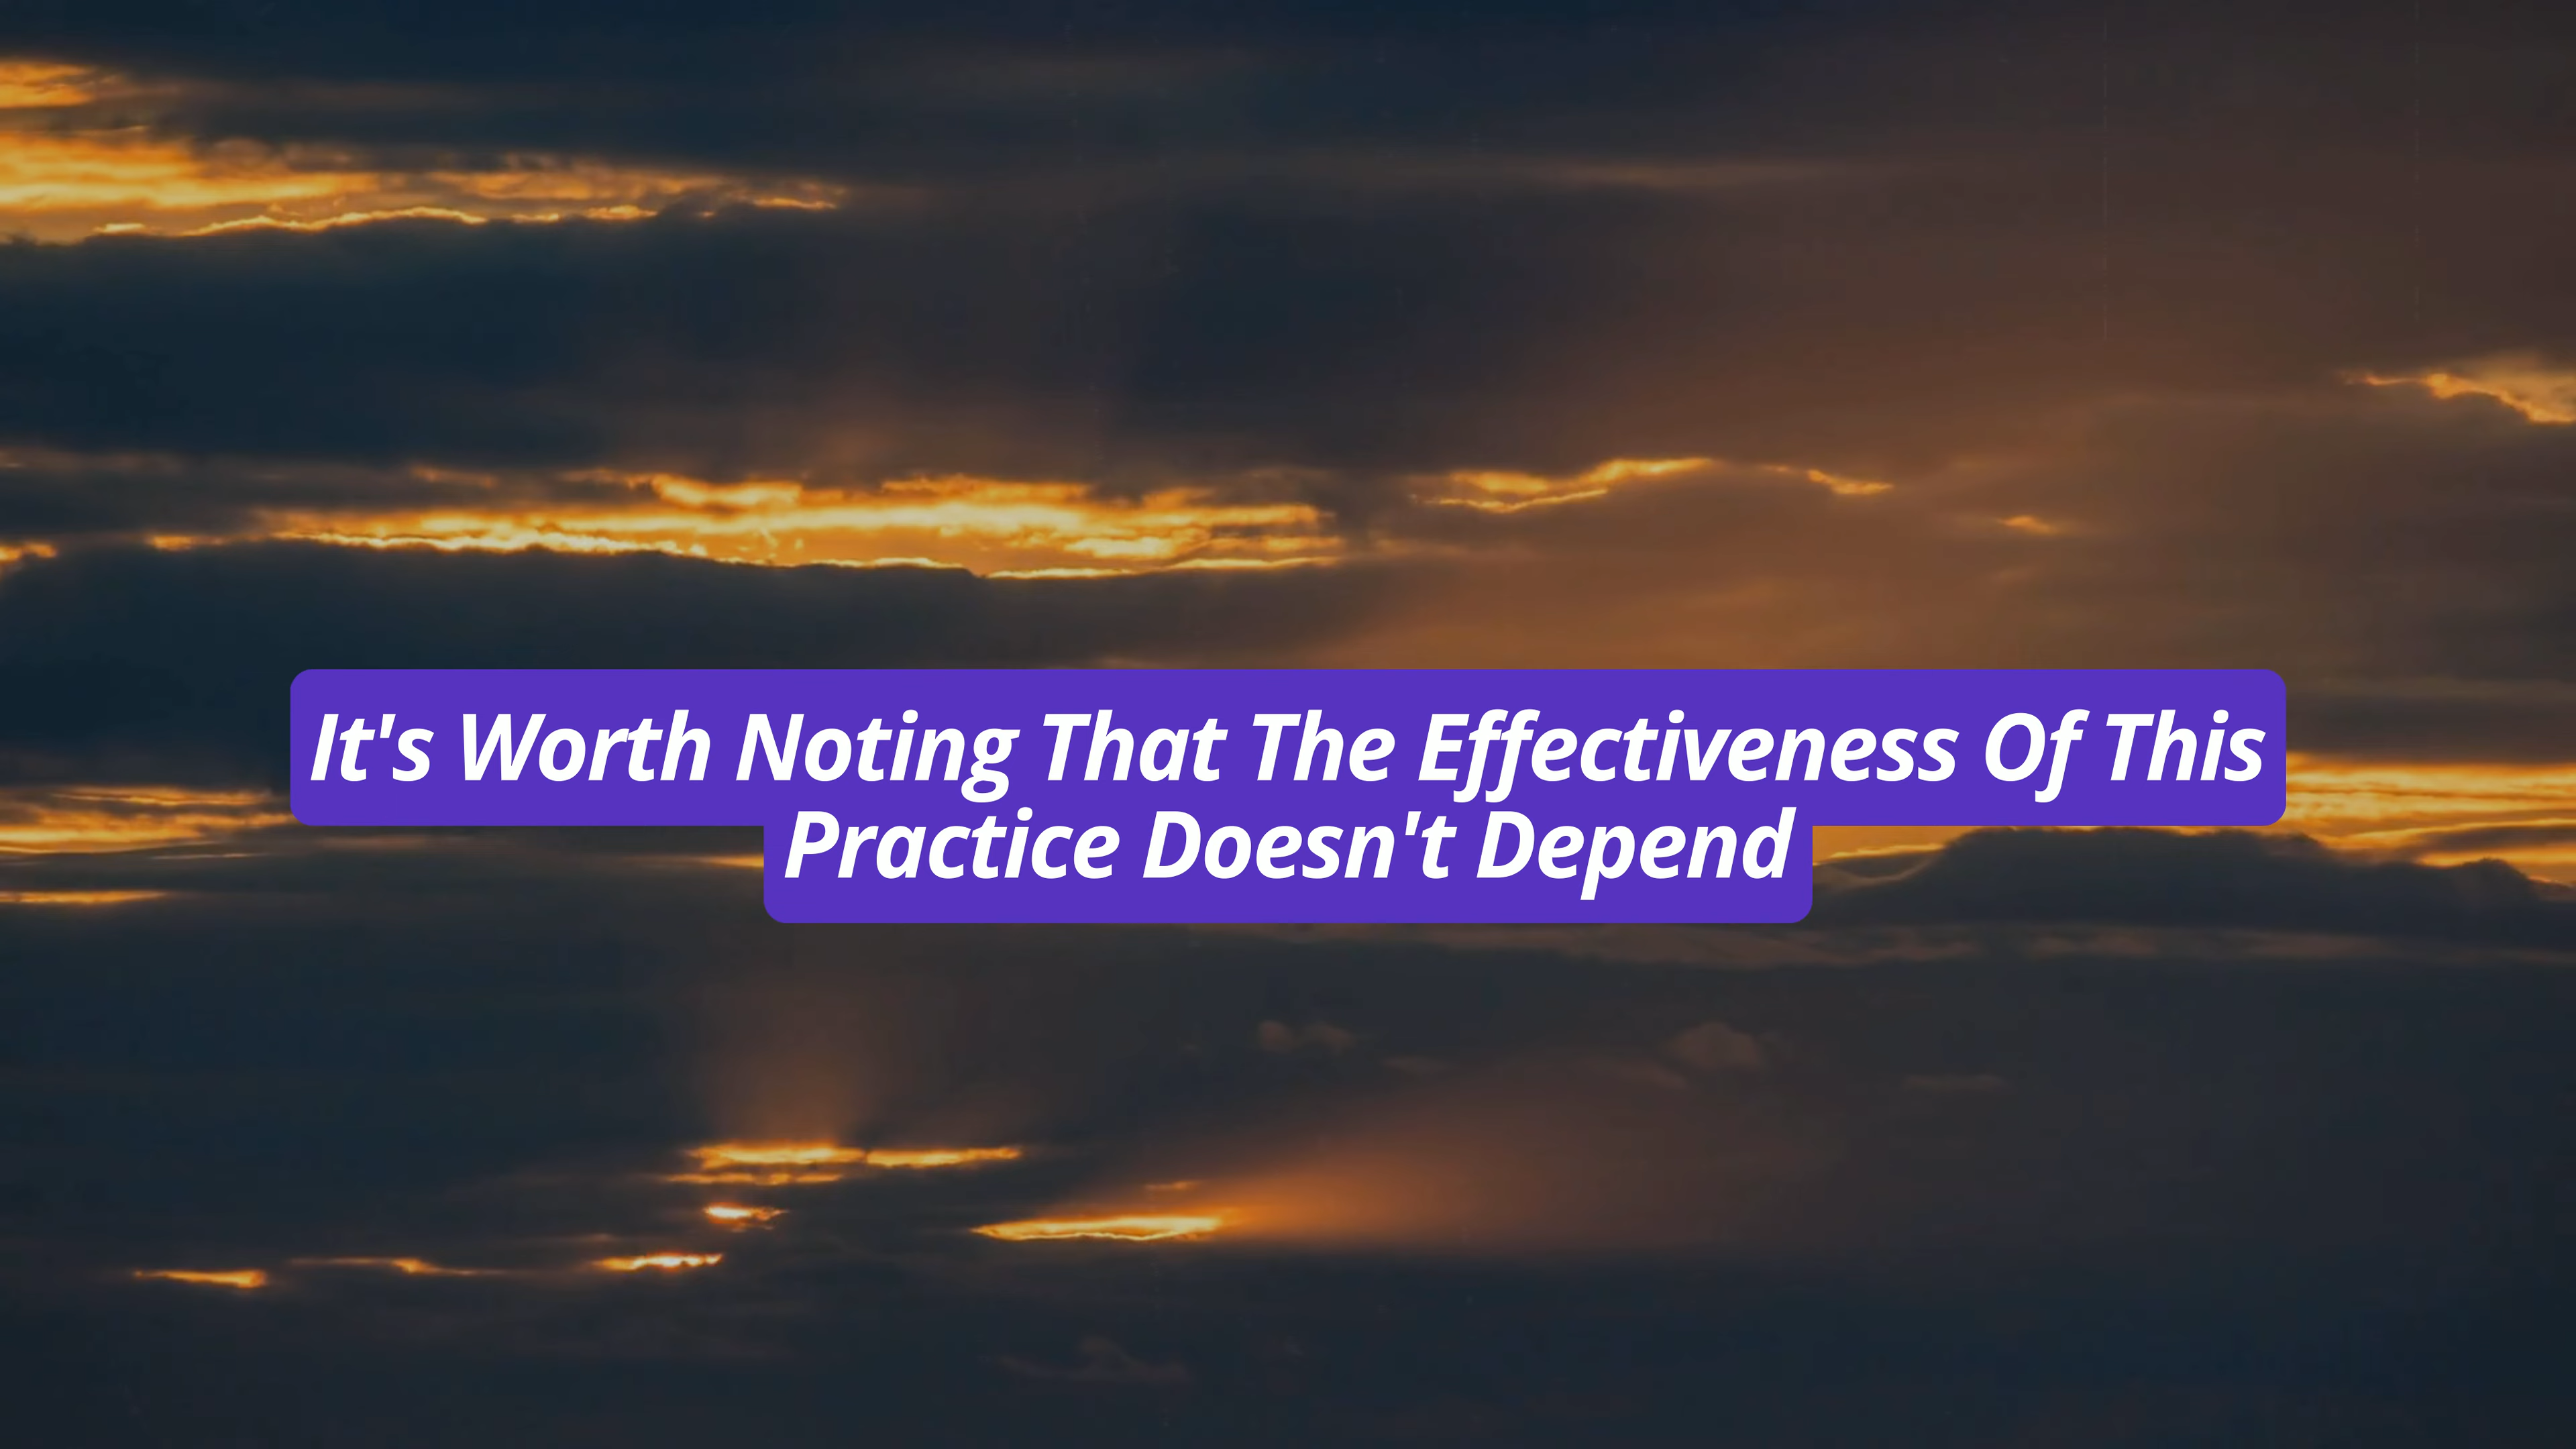 It's Worth Noting That The Effectiveness Of This
Practice Doesn't Depend